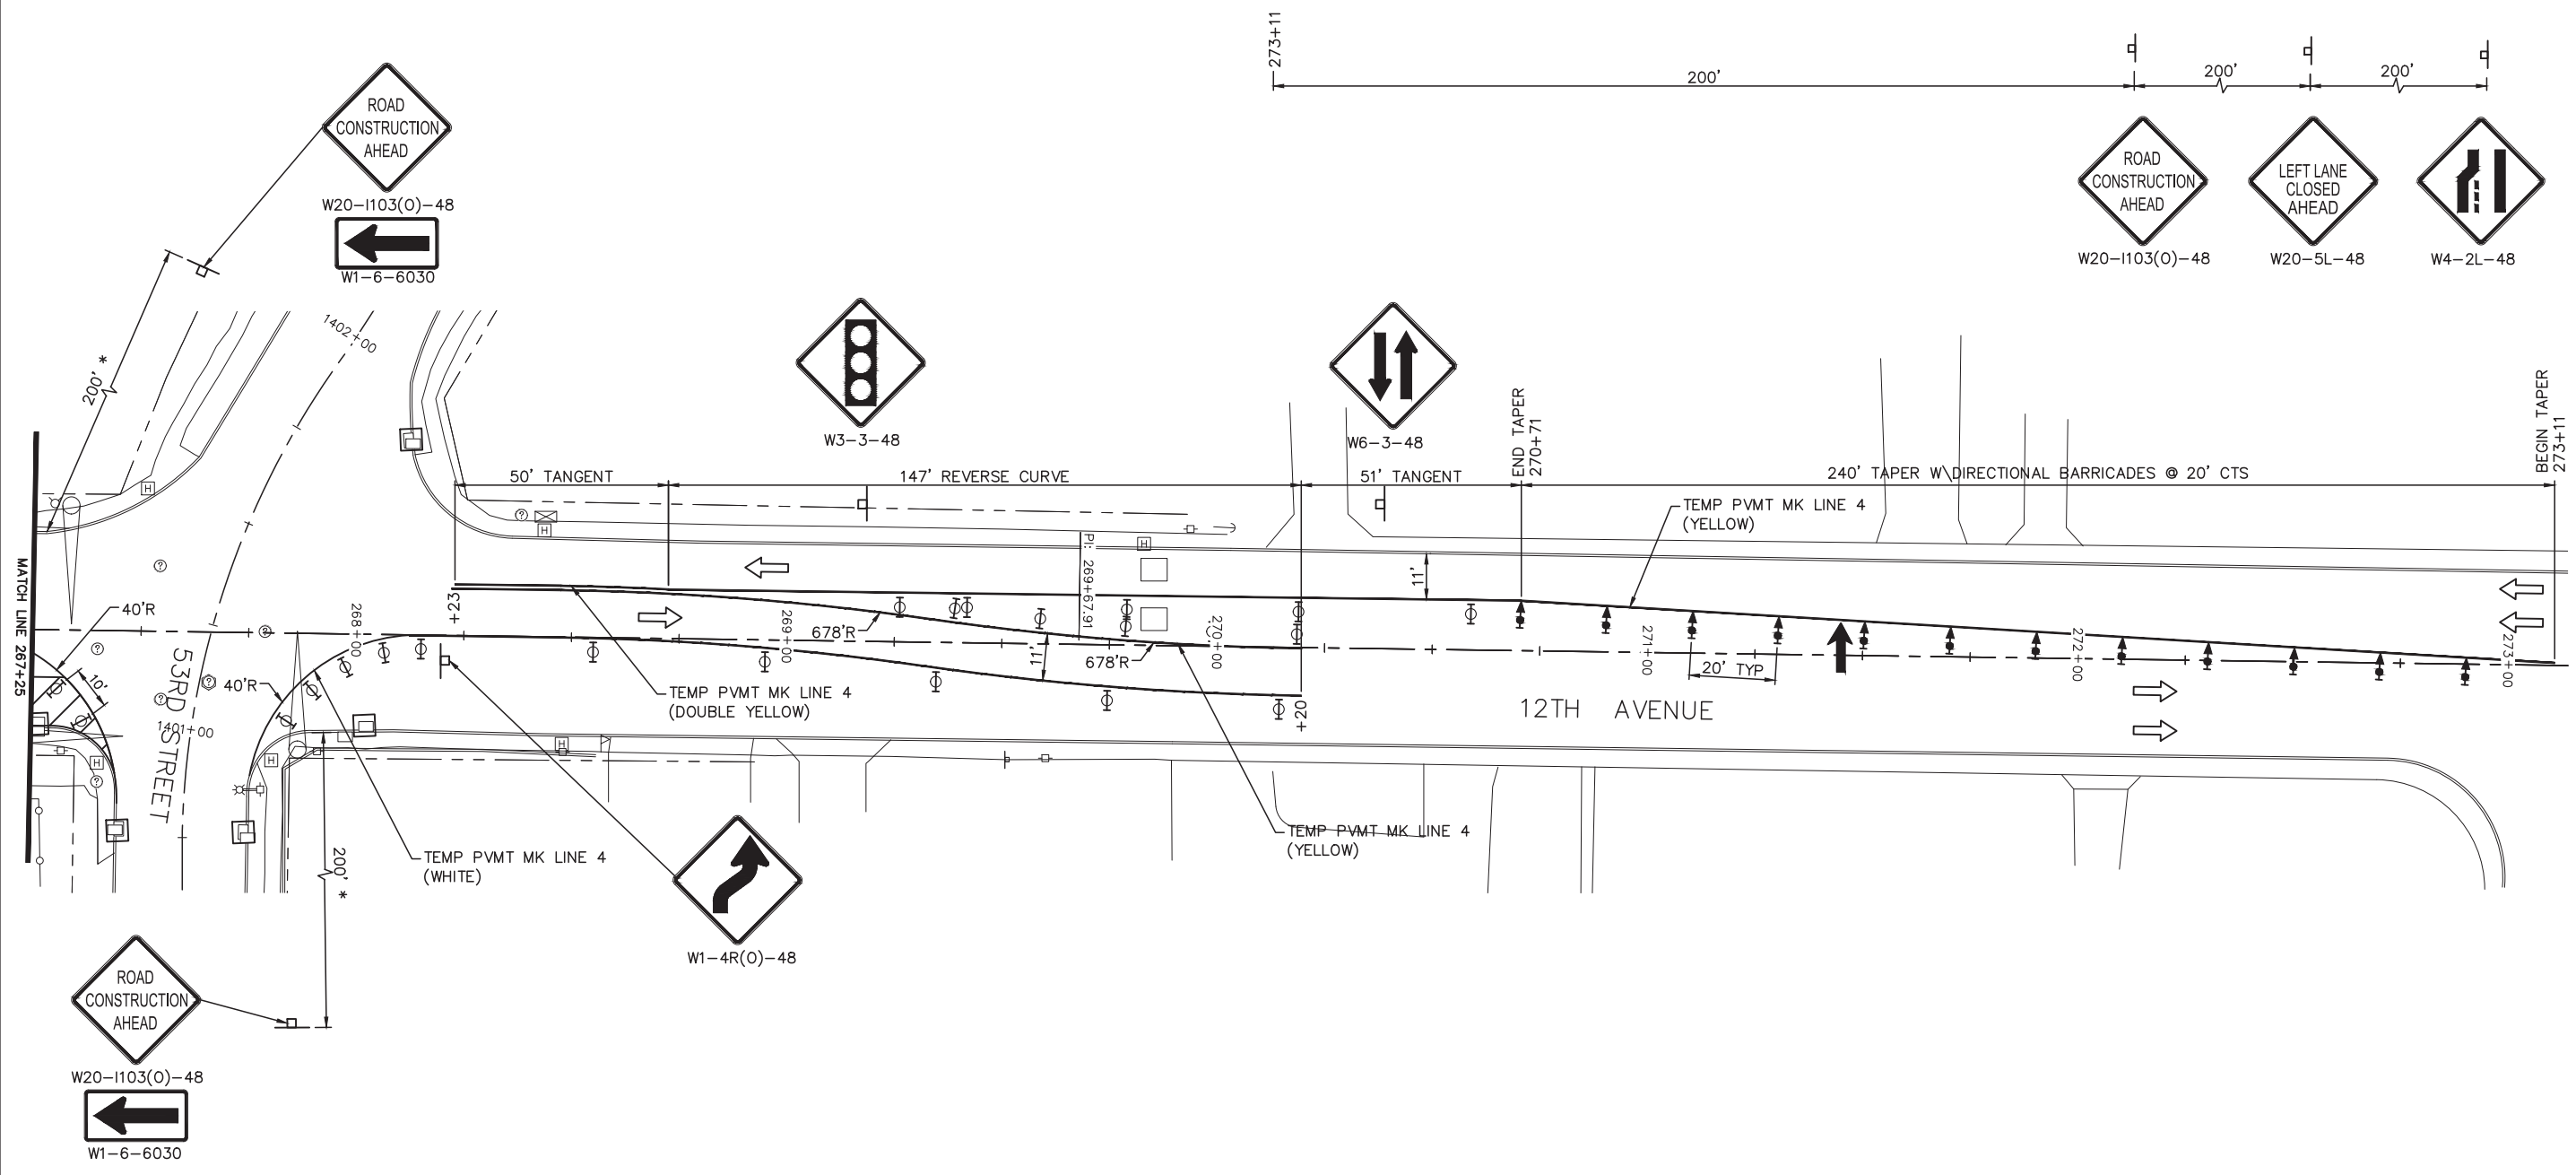 273+11
200'
200'
200'
ROAD
CONSTRUCTION
AHEAD
W20-I103(O)-48
W1-6-6030
ROAD
CONSTRUCTION
AHEAD
W20-I103(O)-48
LEFT LANE
CLOSED
AHEAD
W20-5L-48
W4-2L-48
200' *
1402+00
W3-3-48
W6-3-48
50' TANGENT
147' REVERSE CURVE
51' TANGENT
END TAPER
270+71
240' TAPER W\DIRECTIONAL BARRICADES @ 20' CTS
BEGIN TAPER
273+11
TEMP PVMT MK LINE 4
(YELLOW)
H
H
H
PI: 269+67.91
11'
MATCH LINE 267+25
40'R
10'
53RD STREET
1401+00
40'R
268+00
+23
269+00
678'R
11'
678'R
270+00
+20
271+00
20' TYP
272+00
273+00
12TH AVENUE
TEMP PVMT MK LINE 4
(DOUBLE YELLOW)
H
H
H
TEMP PVMT MK LINE 4
(WHITE)
TEMP PVMT MK LINE 4
(YELLOW)
200' *
W1-4R(O)-48
ROAD
CONSTRUCTION
AHEAD
W20-I103(O)-48
W1-6-6030